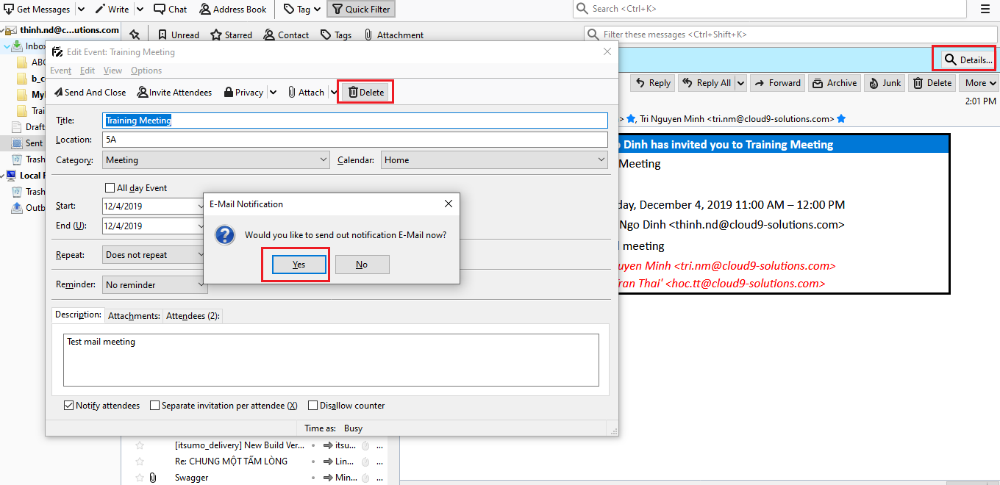 Get Messages Write Chat Address Book Tag Quick Filter Search <Ctrl+K>
thinh.nd@c...utions.com Unread Starred Contact Tags Attachment Filter these messages <Ctrl+Shift+K>
Inbo
ABC
b_c
MyI
Trai
Draft
Sent
Trash
Local F
Trash
Outb
Edit Event: Training Meeting
Event Edit View Options
Send And Close Invite Attendees Privacy Attach Delete
Title: Training Meeting
Location: 5A
Category: Meeting Calendar: Home
All day Event
Start: 12/4/2019
End (U): 12/4/2019
Repeat: Does not repeat
Reminder: No reminder
E-Mail Notification
Would you like to send out notification E-Mail now?
Yes No
Description: Attachments: Attendees (2):
Test mail meeting
Notify attendees Separate invitation per attendee (X) Disallow counter
Time as: Busy
Details...
Reply Reply All Forward Archive Junk Delete More
2:01 PM
>, Tri Nguyen Minh <tri.nm@cloud9-solutions.com>
Dinh has invited you to Training Meeting
Meeting
day, December 4, 2019 11:00 AM – 12:00 PM
Ngo Dinh <thinh.nd@cloud9-solutions.com>
l meeting
uyen Minh <tri.nm@cloud9-solutions.com>
Tran Thai' <hoc.tt@cloud9-solutions.com>
[itsumo_delivery] New Build Ver... itsu... ...
Re: CHUNG MỘT TẤM LÒNG Lin... ...
Swagger Min... ...